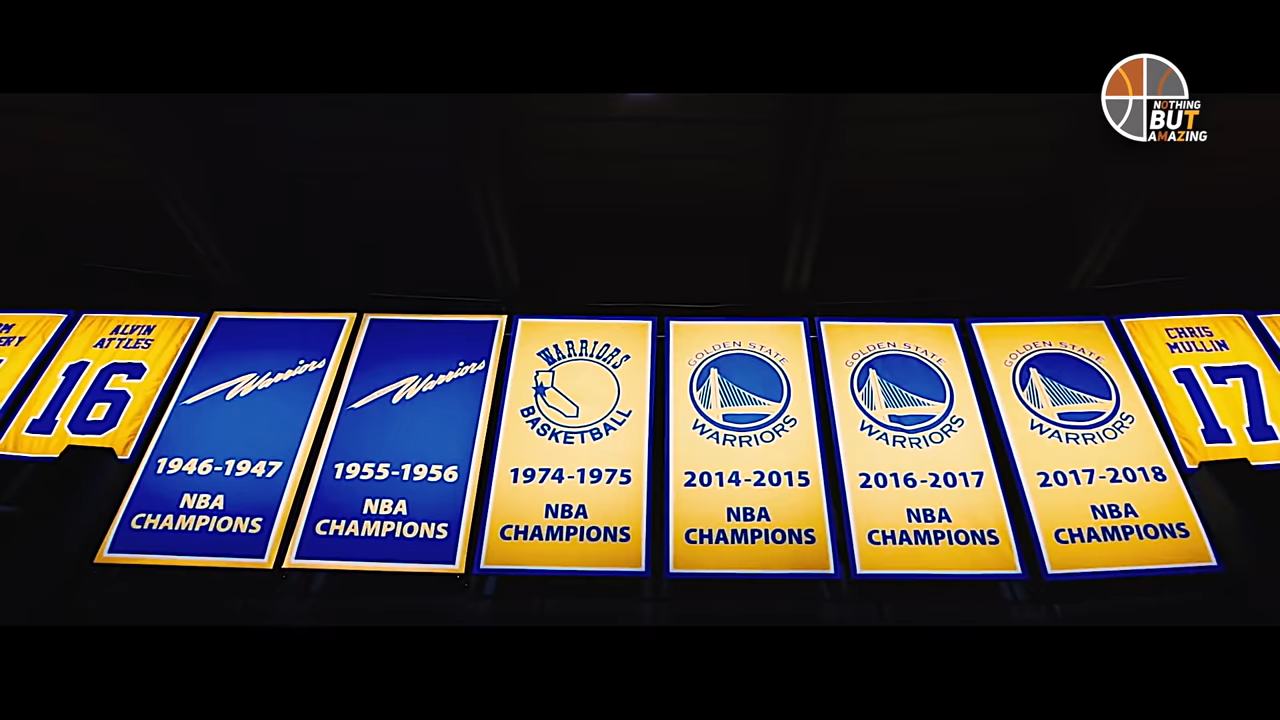 NOTHING
BUT
AMAZING
ALVIN
ATTLES
16
Warriors
1946-1947
NBA
CHAMPIONS
Warriors
1955-1956
NBA
CHAMPIONS
WARRIORS
BASKETBALL
1974-1975
NBA
CHAMPIONS
GOLDEN STATE
WARRIORS
2014-2015
NBA
CHAMPIONS
GOLDEN STATE
WARRIORS
2016-2017
NBA
CHAMPIONS
GOLDEN STATE
WARRIORS
2017-2018
NBA
CHAMPIONS
CHRIS
MULLIN
17